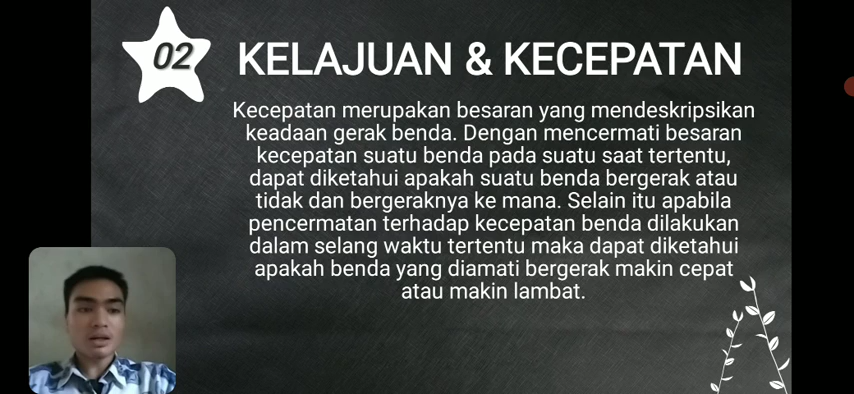 02
KELAJUAN & KECEPATAN
Kecepatan merupakan besaran yang mendeskripsikan
keadaan gerak benda. Dengan mencermati besaran
kecepatan suatu benda pada suatu saat tertentu,
dapat diketahui apakah suatu benda bergerak atau
tidak dan bergeraknya ke mana. Selain itu apabila
pencermatan terhadap kecepatan benda dilakukan
dalam selang waktu tertentu maka dapat diketahui
apakah benda yang diamati bergerak makin cepat
atau makin lambat.